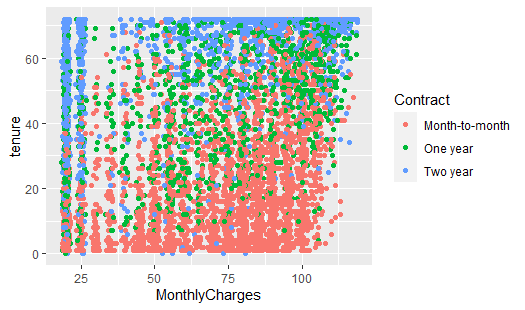 60
40
20
0
tenure
25
50
75
100
MonthlyCharges
Contract
Month-to-month
One year
Two year